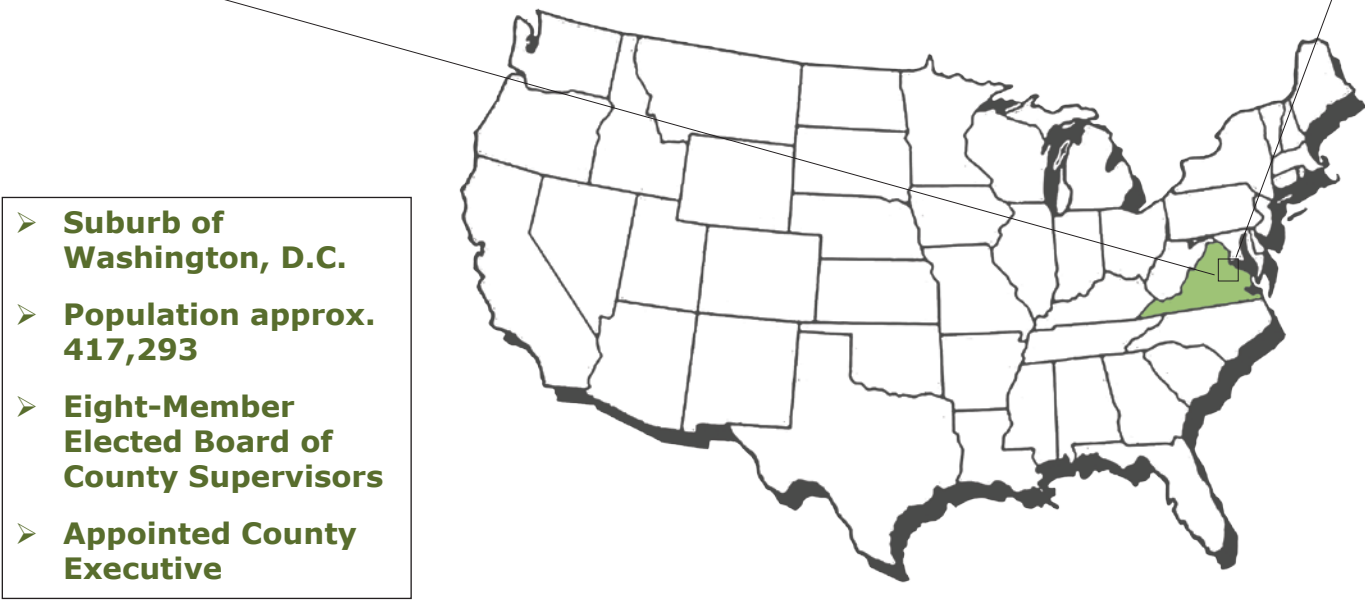 ➢ Suburb of
Washington, D.C.
➢ Population approx.
417,293
➢ Eight-Member
Elected Board of
County Supervisors
➢ Appointed County
Executive